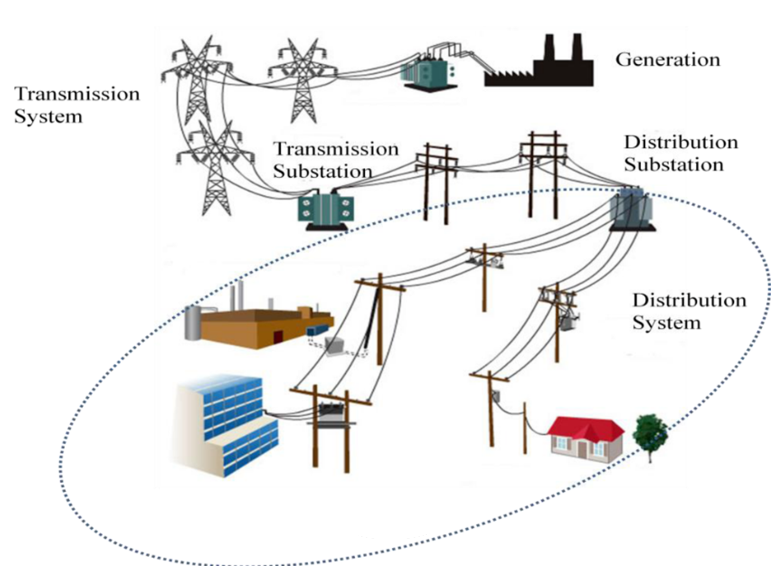 Generation
Transmission
System
Transmission
Substation
Distribution
Substation
Distribution
System